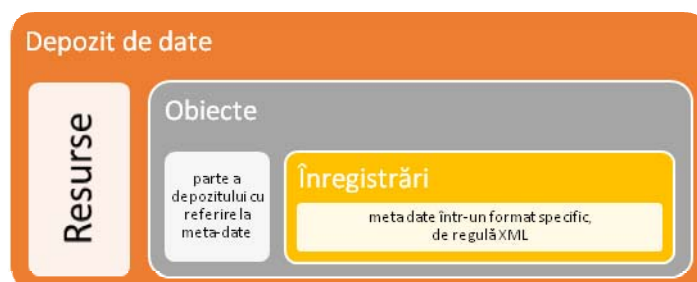 Depozit de date
Resurse
Obiecte
parte a
depozitului cu
referire la
meta-date
Înregistrări
meta date într-un format specific,
de regulă XML